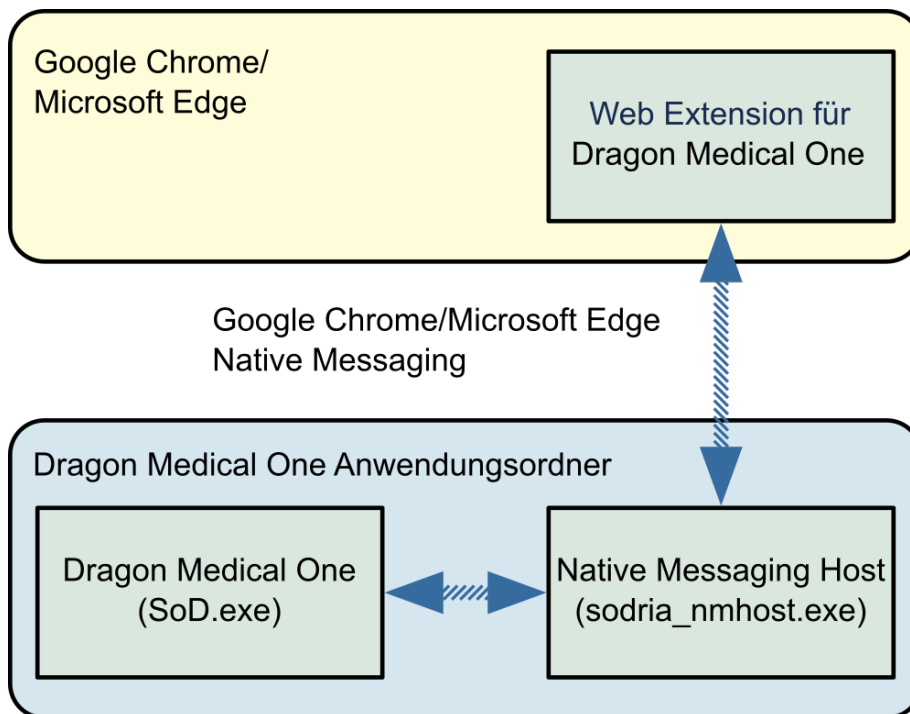 Google Chrome/
Microsoft Edge
Web Extension für
Dragon Medical One
Google Chrome/Microsoft Edge
Native Messaging
Dragon Medical One Anwendungsordner
Dragon Medical One
(SoD.exe)
Native Messaging Host
(sodria_nmhost.exe)